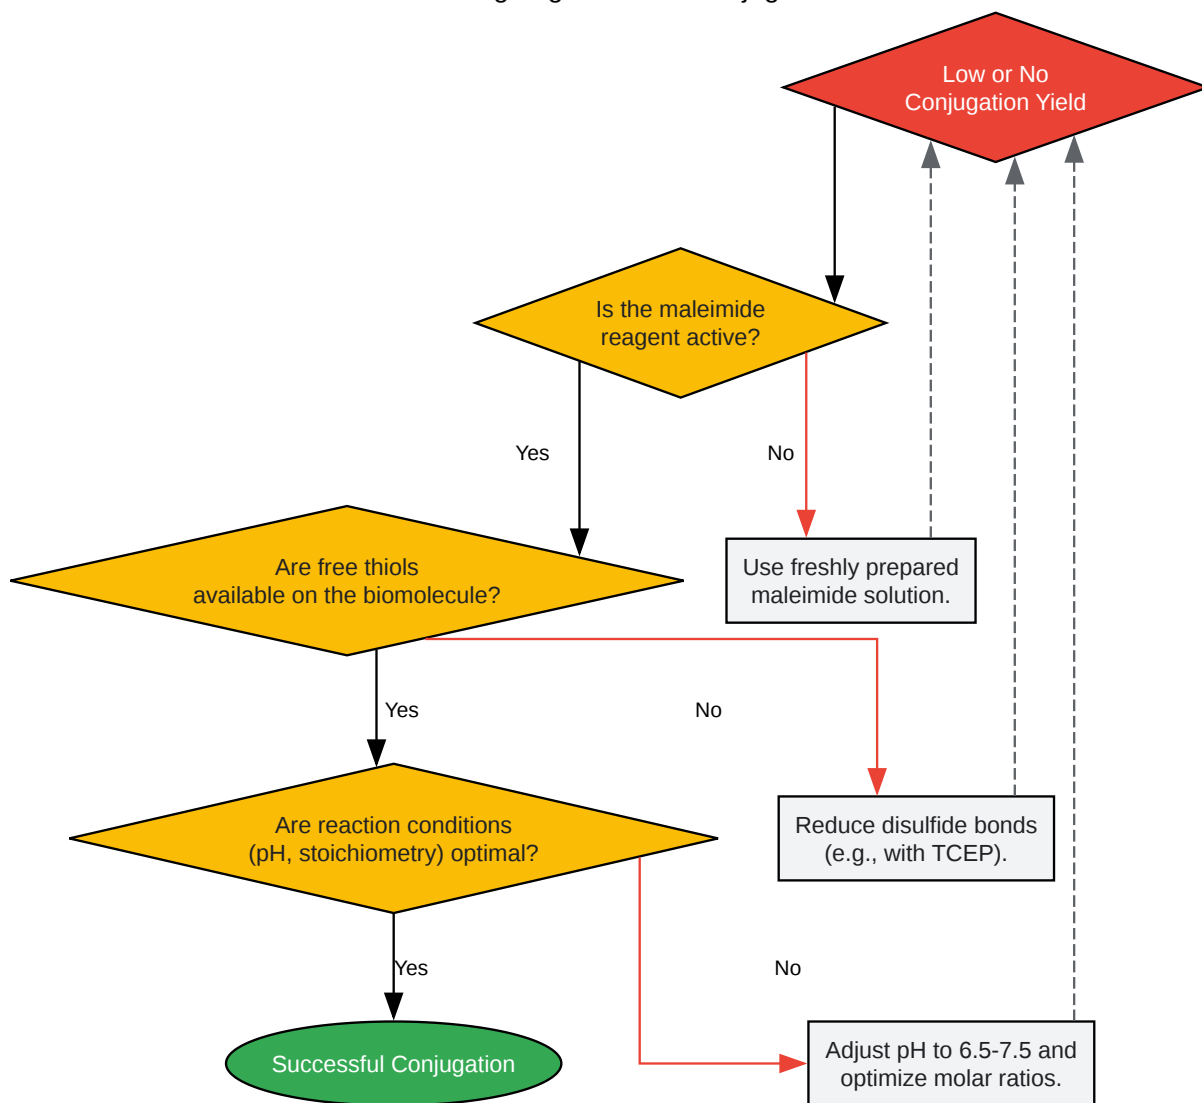 Low or No
Conjugation Yield
Is the maleimide
reagent active?
Yes
No
Are free thiols
available on the biomolecule?
Use freshly prepared
maleimide solution.
Yes
No
Are reaction conditions
(pH, stoichiometry) optimal?
Reduce disulfide bonds
(e.g., with TCEP).
Yes
No
Successful Conjugation
Adjust pH to 6.5-7.5 and
optimize molar ratios.